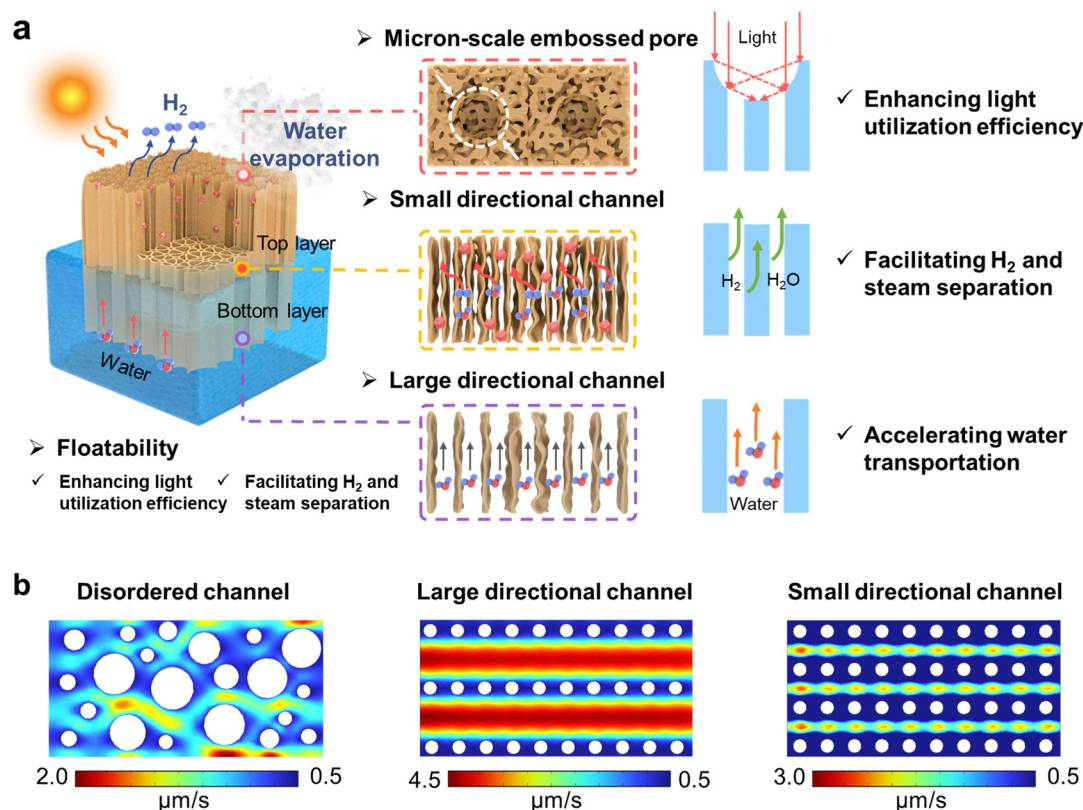 a
➢ Micron-scale embossed pore
Light
✓ Enhancing light
utilization efficiency
H₂
Water
evaporation
➢ Small directional channel
Top layer
Bottom layer
Water
H₂
H₂O
✓ Facilitating H₂ and
steam separation
➢ Large directional channel
Water
✓ Accelerating water
transportation
➢ Floatability
✓ Enhancing light
utilization efficiency
✓ Facilitating H₂ and
steam separation
b
Disordered channel
Large directional channel
Small directional channel
2.0
0.5
μm/s
4.5
0.5
μm/s
3.0
0.5
μm/s